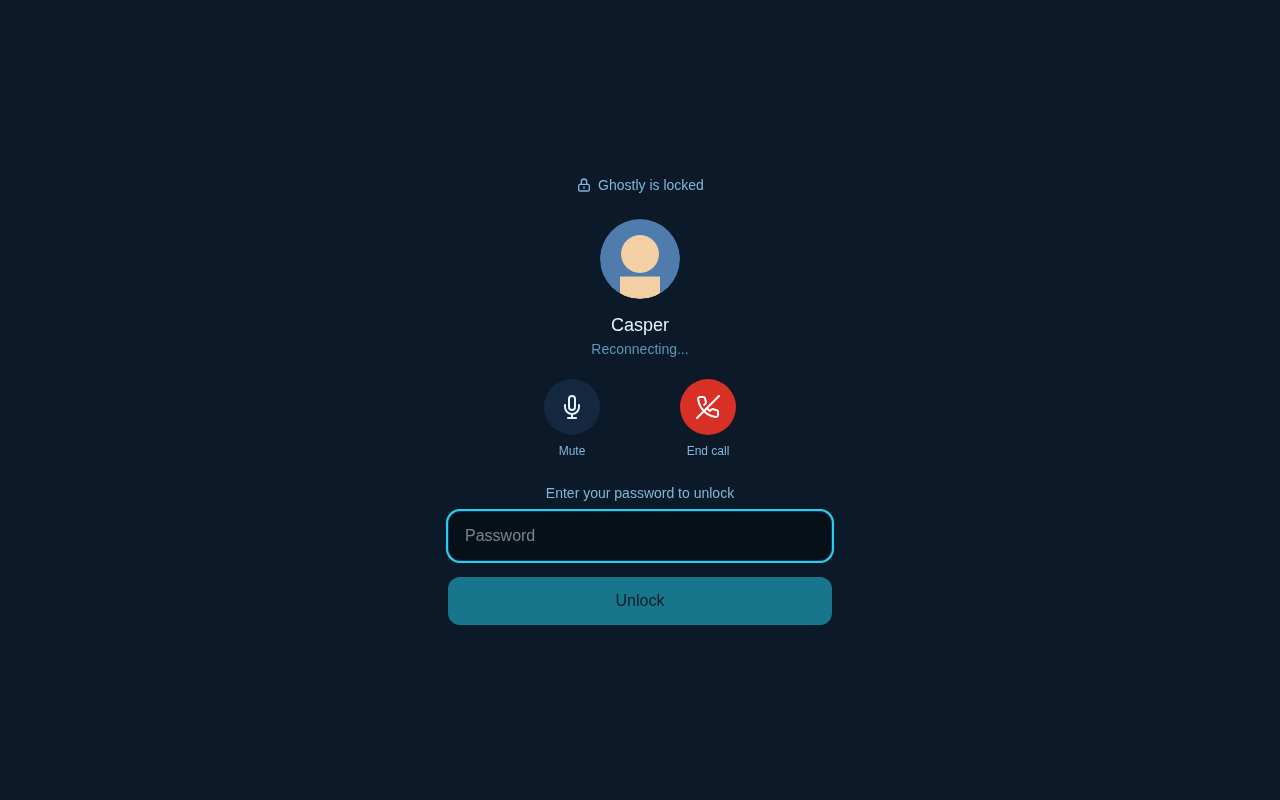 Ghostly is locked
Casper
Reconnecting...
Mute
End call
Enter your password to unlock
Password
Unlock